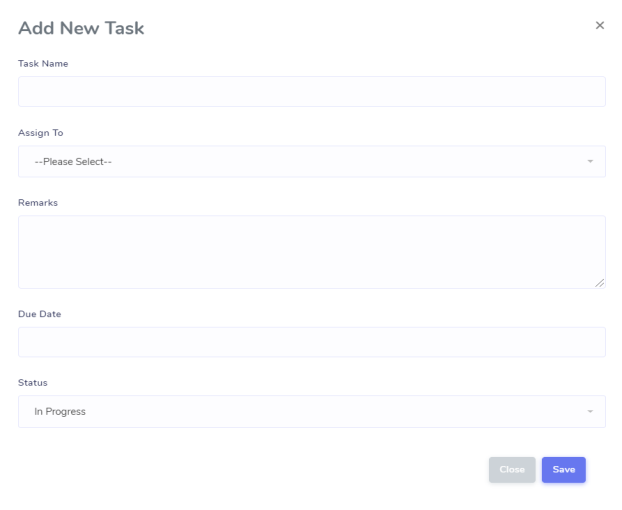 Add New Task
×
Task Name
Assign To
--Please Select--
Remarks
Due Date
Status
In Progress
Close Save